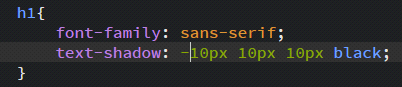 h1{
font-family: sans-serif;
text-shadow: -10px 10px 10px black;
}